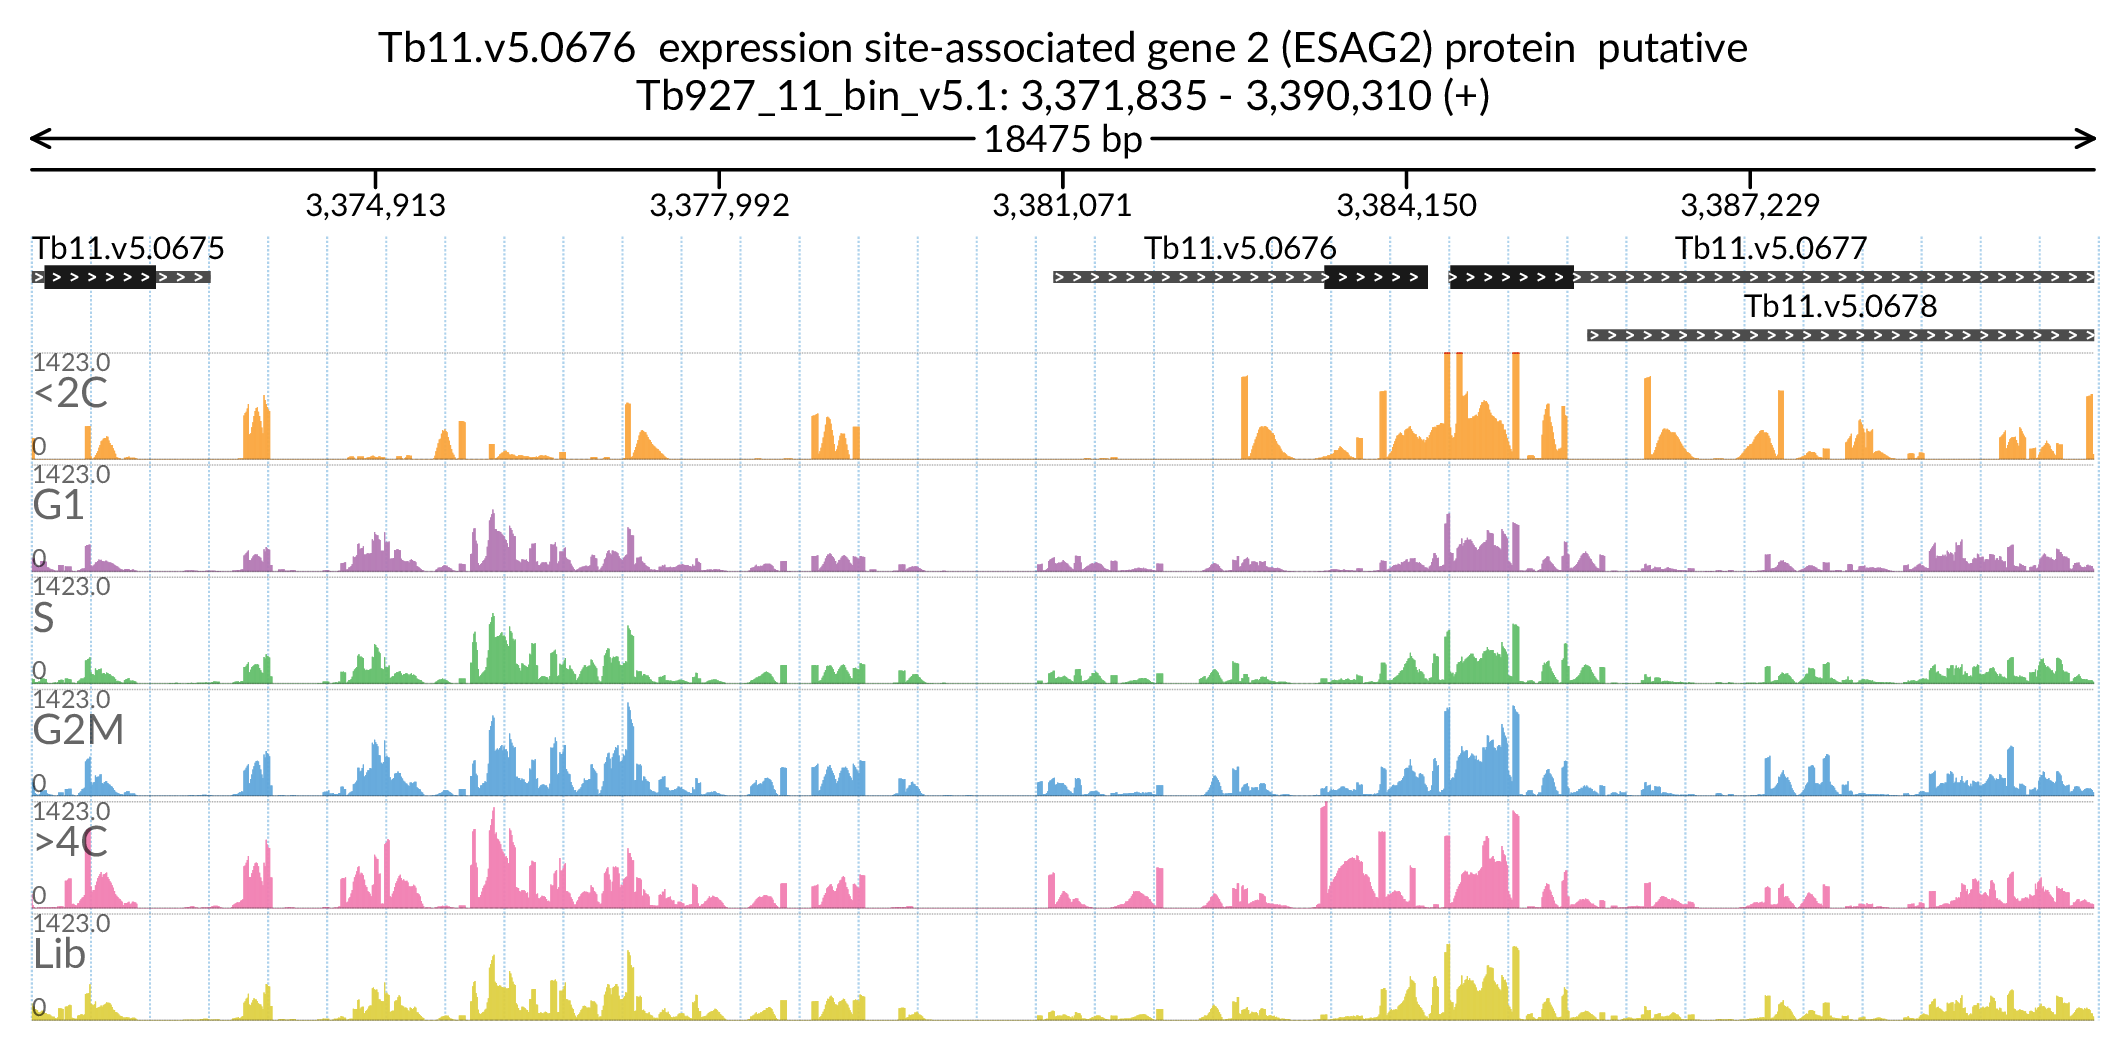 Tb11.v5.0676  expression site-associated gene 2 (ESAG2) protein  putative
Tb927_11_bin_v5.1: 3,371,835 - 3,390,310 (+)
18475 bp
3,374,913 3,377,992 3,381,071 3,384,150 3,387,229
Tb11.v5.0675 Tb11.v5.0676 Tb11.v5.0677
Tb11.v5.0678
1423.0
<2C
0
1423.0
G1
0
1423.0
S
0
1423.0
G2M
0
1423.0
>4C
0
1423.0
Lib
0